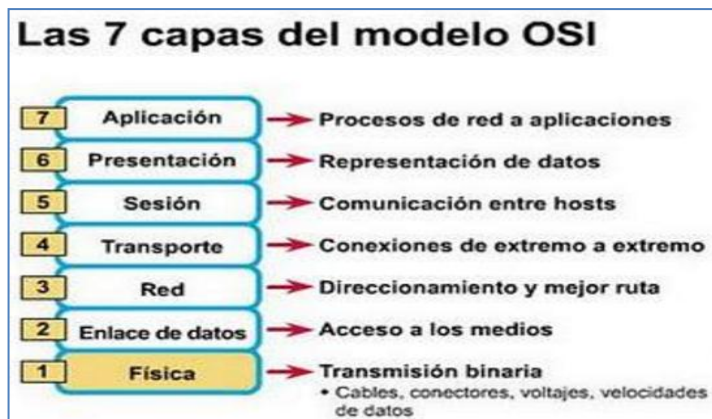 Las 7 capas del modelo OSI
7 Aplicación Procesos de red a aplicaciones
6 Presentación Representación de datos
5 Sesión Comunicación entre hosts
4 Transporte Conexiones de extremo a extremo
3 Red Direccionamiento y mejor ruta
2 Enlace de datos Acceso a los medios
1 Física Transmisión binaria
• Cables, conectores, voltajes, velocidades
de datos